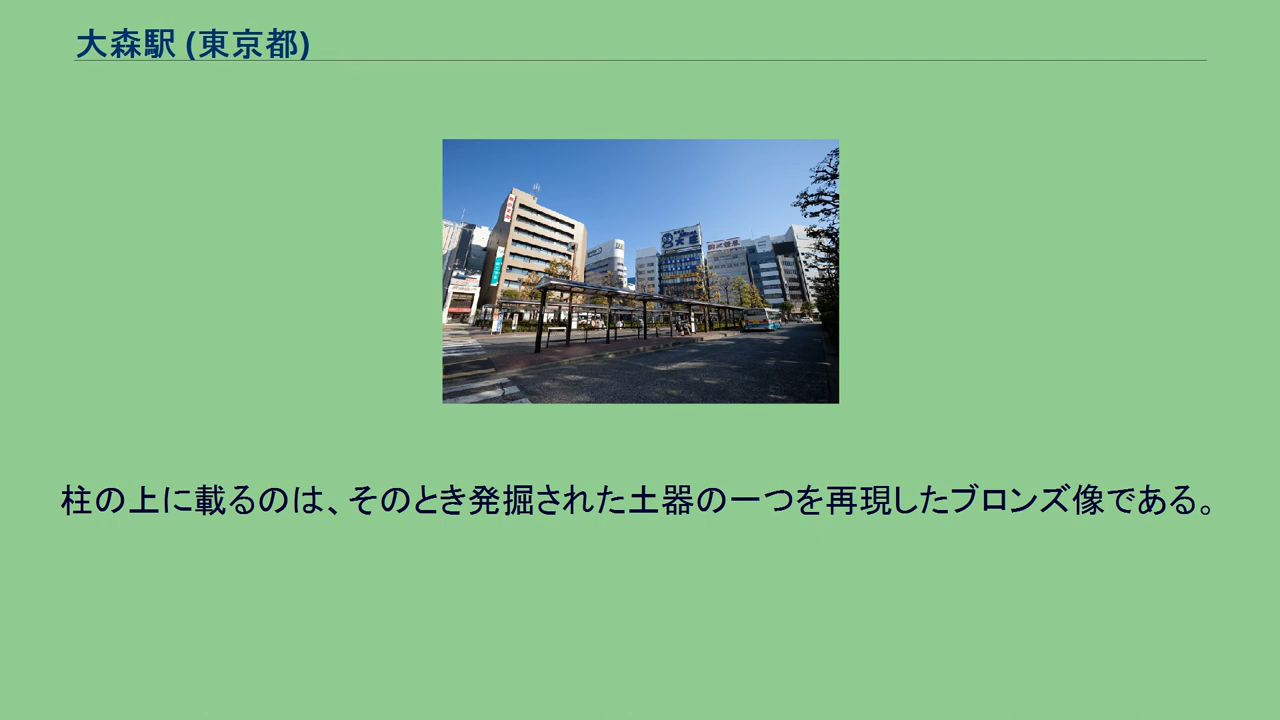 大森駅 (東京都)
大庄
柱の上に載るのは、そのとき発掘された土器の一つを再現したブロンズ像である。